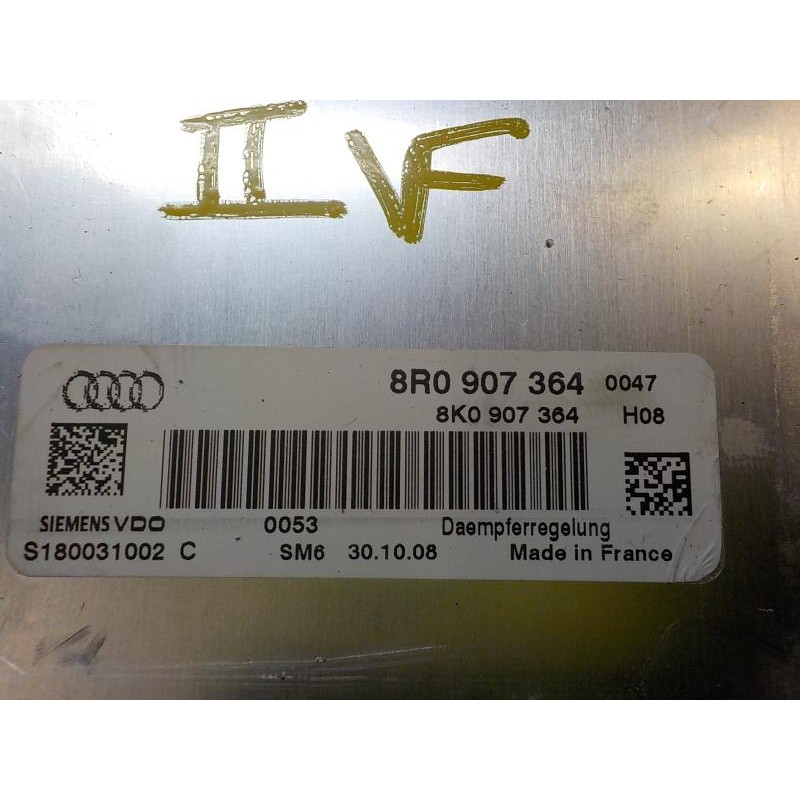 II VF
8R0 907 364 0047
8K0 907 364 H08
SIEMENS VDO 0053 Daempferregelung
S180031002 C SM6 30.10.08 Made in France